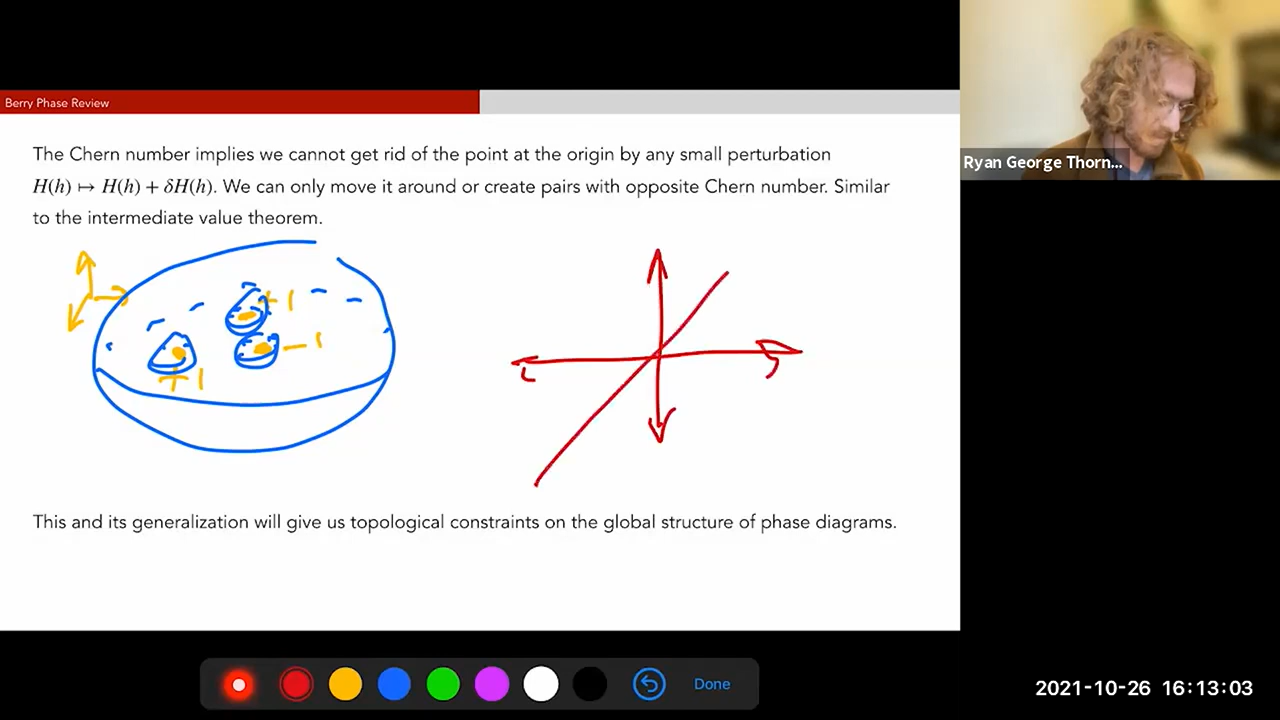 Berry Phase Review
The Chern number implies we cannot get rid of the point at the origin by any small perturbation
H(h) ↦ H(h) + δH(h). We can only move it around or create pairs with opposite Chern number. Similar
to the intermediate value theorem.
+1
-1
+1
This and its generalization will give us topological constraints on the global structure of phase diagrams.
Ryan George Thorn...
Done
2021-10-26 16:13:03